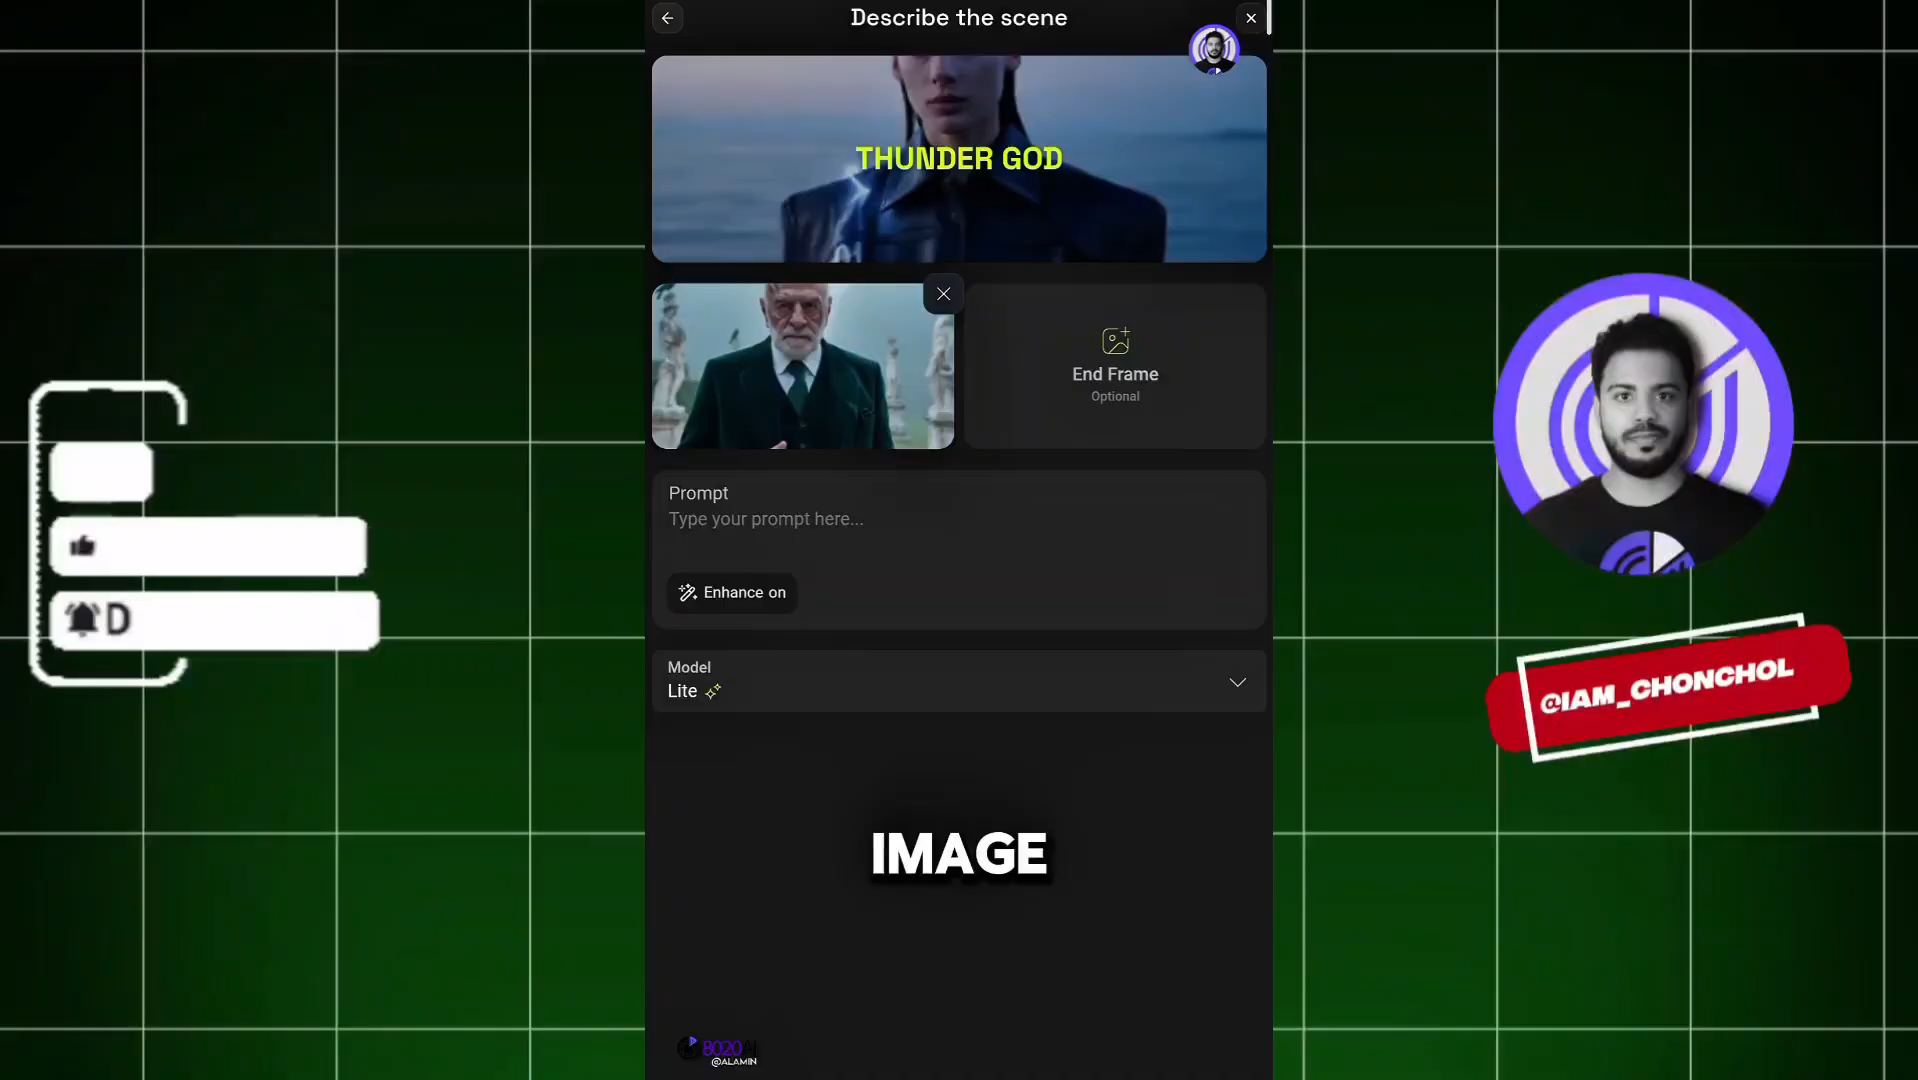 Describe the scene
THUNDER GOD
End Frame
Optional
Prompt
Type your prompt here...
Enhance on
Model
Lite
IMAGE
8020AI
@ALAMIN
D
@IAM_CHONCHOL